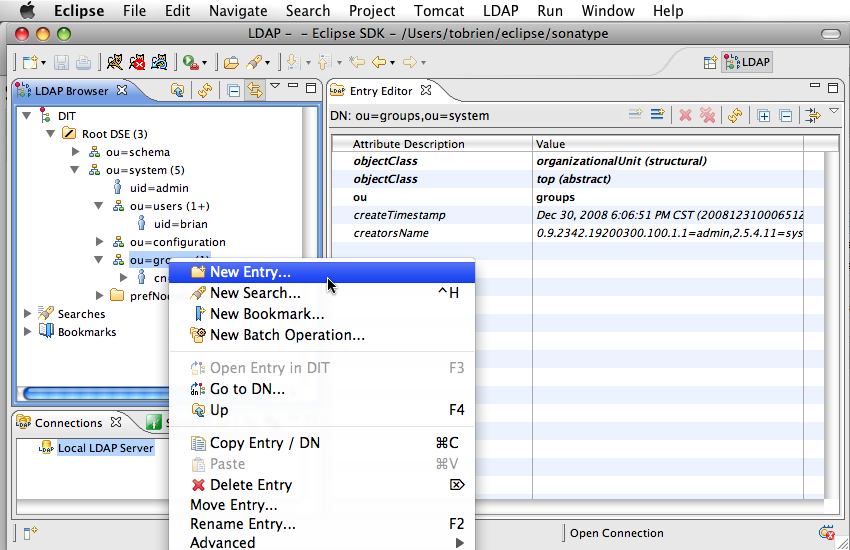 Eclipse File Edit Navigate Search Project Tomcat LDAP Run Window Help
LDAP - - Eclipse SDK - /Users/tobrien/eclipse/sonatype
LDAP
LDAP Browser
DIT
Root DSE (3)
ou=schema
ou=system (5)
uid=admin
ou=users (1+)
uid=brian
ou=configuration
ou=gro
cn
prefNo
Searches
Bookmarks
Entry Editor
DN: ou=groups,ou=system
Attribute Description Value
objectClass organizationalUnit (structural)
objectClass top (abstract)
ou groups
createTimestamp Dec 30, 2008 6:06:51 PM CST (20081231000651
creatorsName 0.9.2342.19200300.100.1.1=admin,2.5.4.11=sys
New Entry...
New Search... ^H
New Bookmark...
New Batch Operation...
Open Entry in DIT F3
Go to DN...
Up F4
Copy Entry / DN ⌘C
Paste ⌘V
Delete Entry ⌦
Move Entry...
Rename Entry... F2
Advanced
Connections
Local LDAP Server
Open Connection